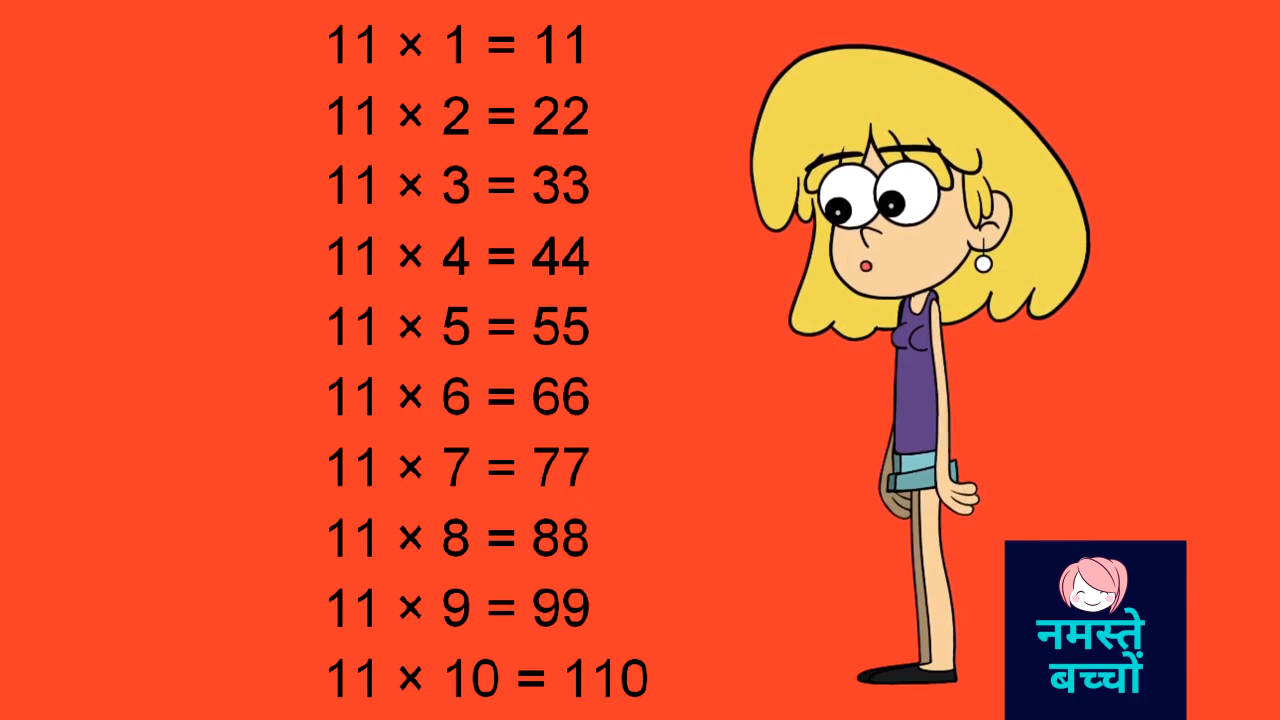 11 × 1 = 11
11 × 2 = 22
11 × 3 = 33
11 × 4 = 44
11 × 5 = 55
11 × 6 = 66
11 × 7 = 77
11 × 8 = 88
11 × 9 = 99
11 × 10 = 110
नमस्ते
बच्चों